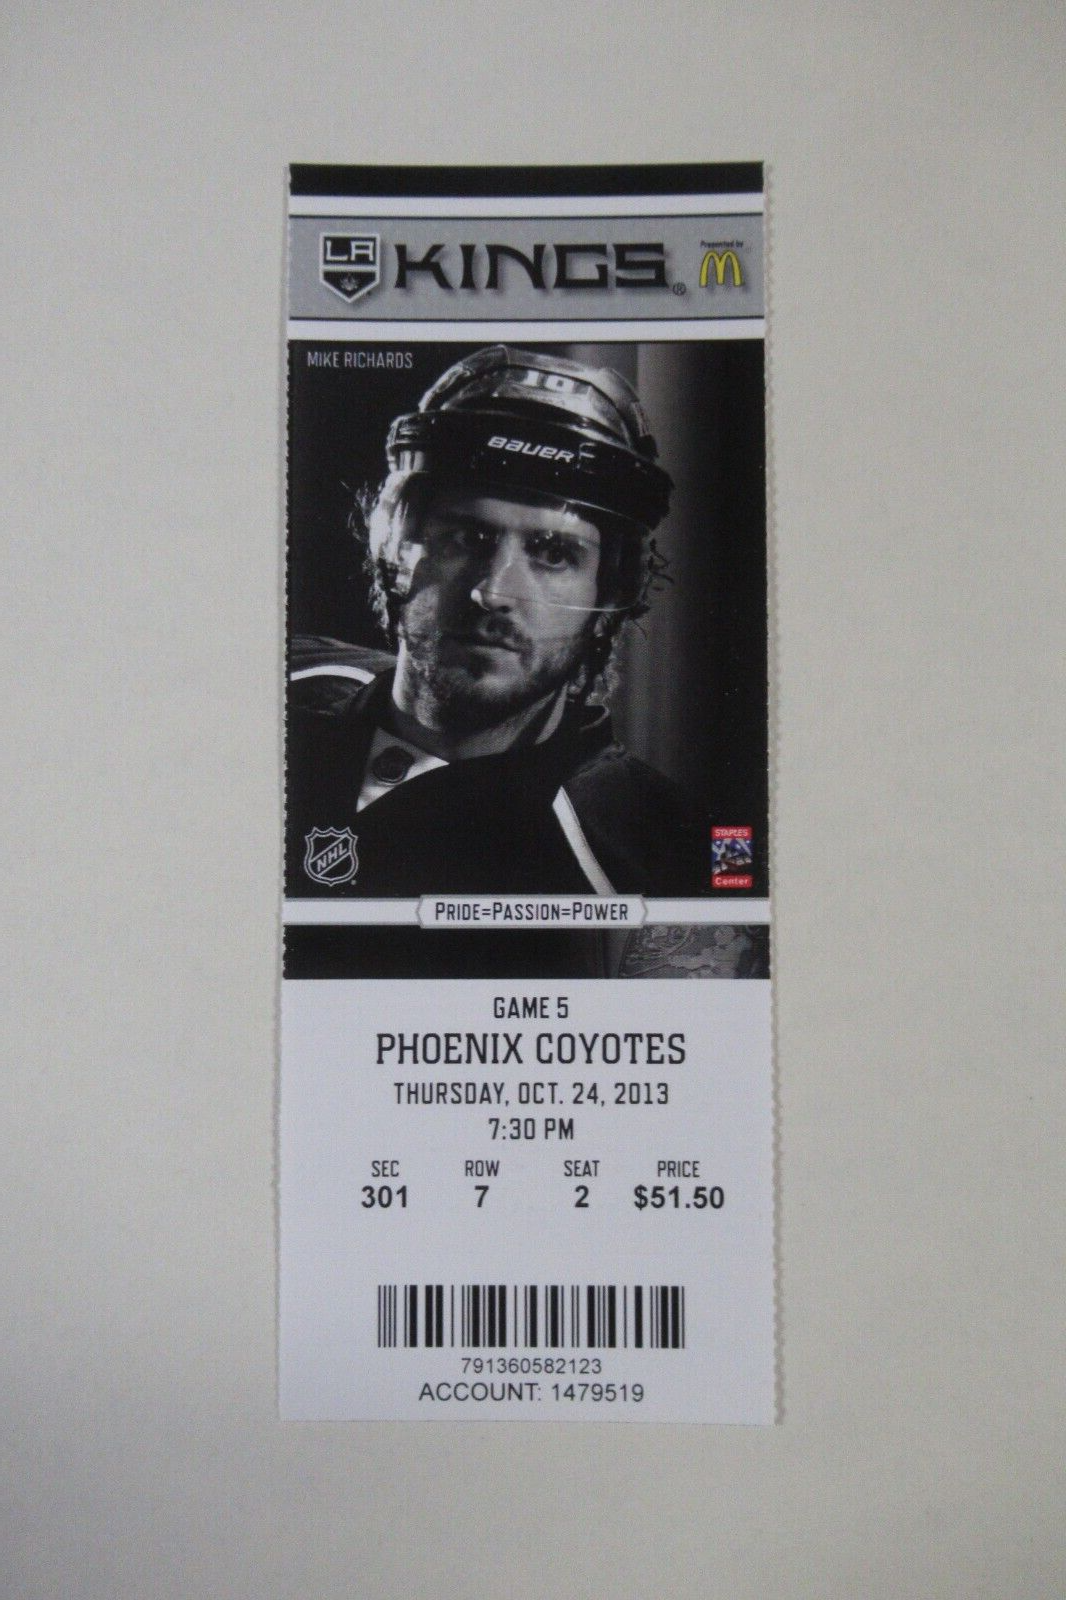 LA KINGS® Presented by
MIKE RICHARDS
10
BAUER
NHL
STAPLES
Center
PRIDE=PASSION=POWER
GAME 5
PHOENIX COYOTES
THURSDAY, OCT. 24, 2013
7:30 PM
SEC ROW SEAT PRICE
301 7 2 $51.50
791360582123
ACCOUNT: 1479519